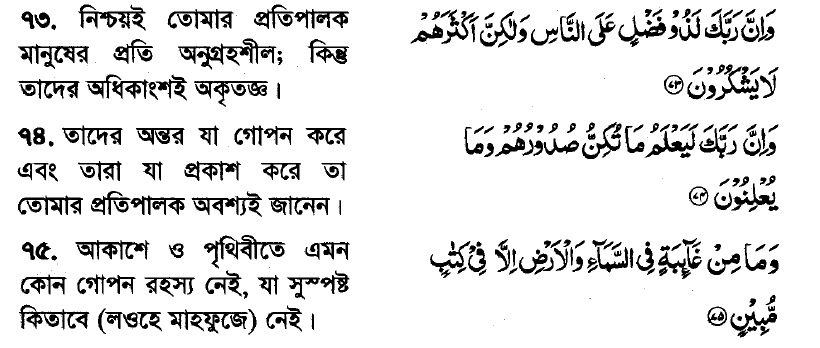 ৭৩. নিশ্চয়ই তোমার প্রতিপালক
মানুষের প্রতি অনুগ্রহশীল; কিন্তু
তাদের অধিকাংশই অকৃতজ্ঞ।
وَاِنَّ رَبَّكَ لَذُوْ فَضْلٍ عَلَى النَّاسِ وَلٰكِنَّ اَكْثَرَهُمْ
لَا يَشْكُرُوْنَ ۝٧٣
৭৪. তাদের অন্তর যা গোপন করে
এবং তারা যা প্রকাশ করে তা
তোমার প্রতিপালক অবশ্যই জানেন।
وَاِنَّ رَبَّكَ لَيَعْلَمُ مَا تُكِنُّ صُدُوْرُهُمْ وَمَا
يُعْلِنُوْنَ ۝٧٤
৭৫. আকাশে ও পৃথিবীতে এমন
কোন গোপন রহস্য নেই, যা সুস্পষ্ট
কিতাবে (লওহে মাহফুজে) নেই।
وَمَا مِنْ غَآئِبَةٍ فِى السَّمَآءِ وَالْاَرْضِ اِلَّا فِىْ كِتٰبٍ
مُّبِيْنٍ ۝٧٥